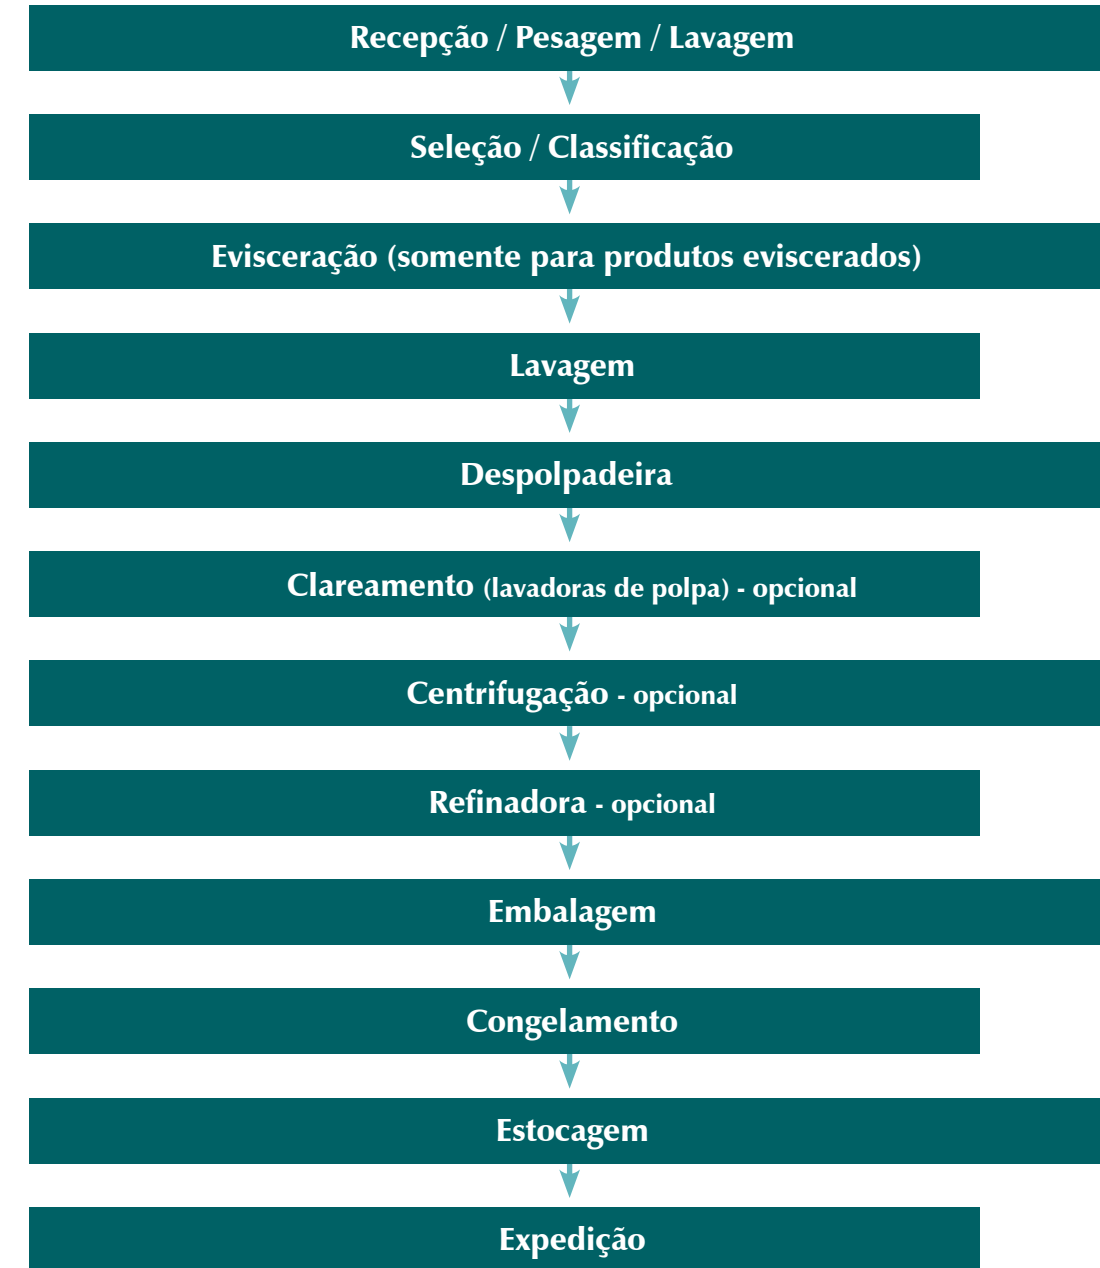 Recepção / Pesagem / Lavagem
Seleção / Classificação
Evisceração (somente para produtos eviscerados)
Lavagem
Despolpadeira
Clareamento (lavadoras de polpa) - opcional
Centrifugação - opcional
Refinadora - opcional
Embalagem
Congelamento
Estocagem
Expedição